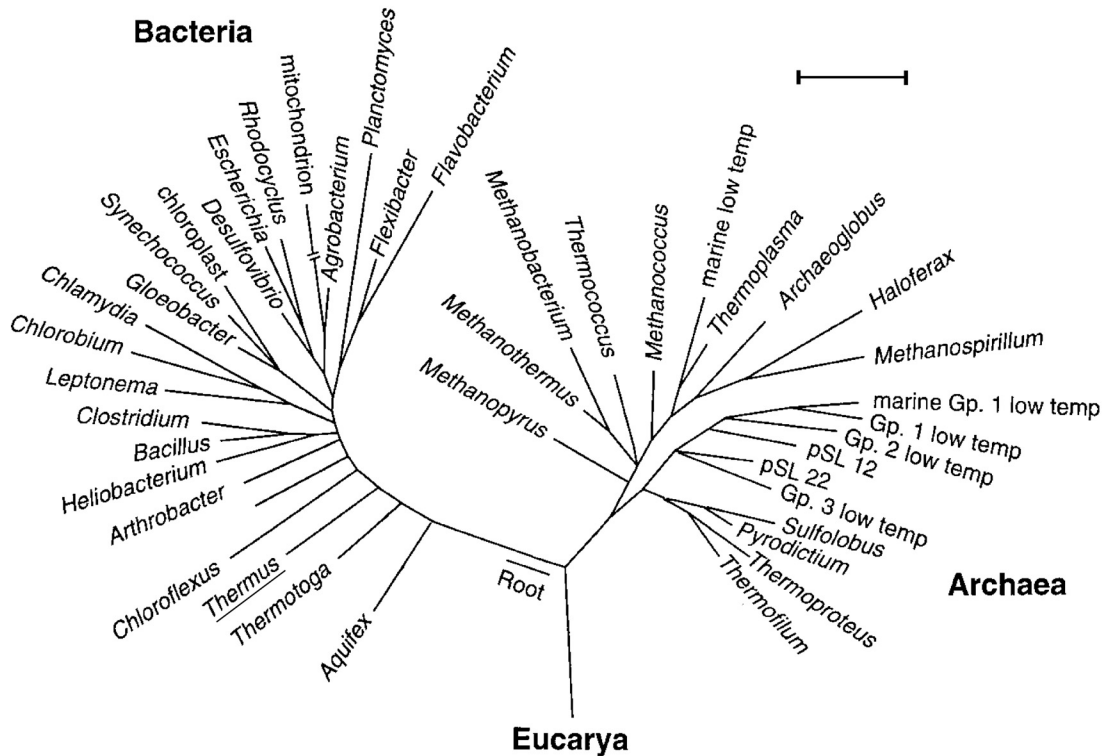 Bacteria
mitochondrion
Planctomyces
Flavobacterium
Rhodocyclus
Escherichia
Agrobacterium
Flexibacter
Desulfovibrio
chloroplast
Synechococcus
Gloeobacter
Chlamydia
Chlorobium
Leptonema
Clostridium
Bacillus
Heliobacterium
Arthrobacter
Chloroflexus
Thermus
Thermotoga
Aquifex
Root
Eucarya
Methanopyrus
Methanothermus
Methanobacterium
Thermococcus
Methanococcus
marine low temp
Thermoplasma
Archaeoglobus
Haloferax
Methanospirillum
marine Gp. 1 low temp
Gp. 1 low temp
Gp. 2 low temp
pSL 12
pSL 22
Gp. 3 low temp
Sulfolobus
Pyrodictium
Thermoproteus
Thermofilum
Archaea